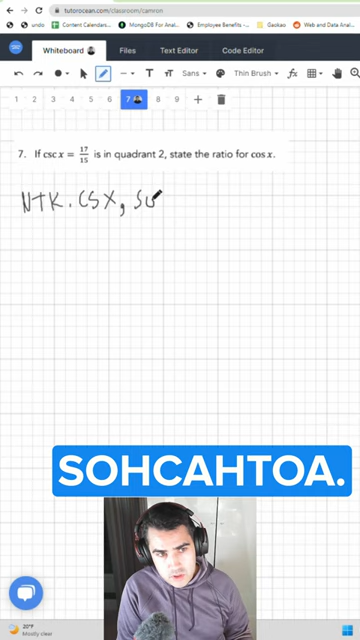 tutorocean.com/classroom/camron
undo
Content Calendars...
MongoDB For Anal...
Employee Benefits -...
Gaokao
Web and Data Anal...
Whiteboard
Files
Text Editor
Code Editor
T
TT
Sans
Thin Brush
fx
1 2 3 4 5 6 7 8 9 +
7. If csc x = 17/15 is in quadrant 2, state the ratio for cos x.
NTK. CSX, SO
SOHCAHTOA.
20°F
Mostly clear